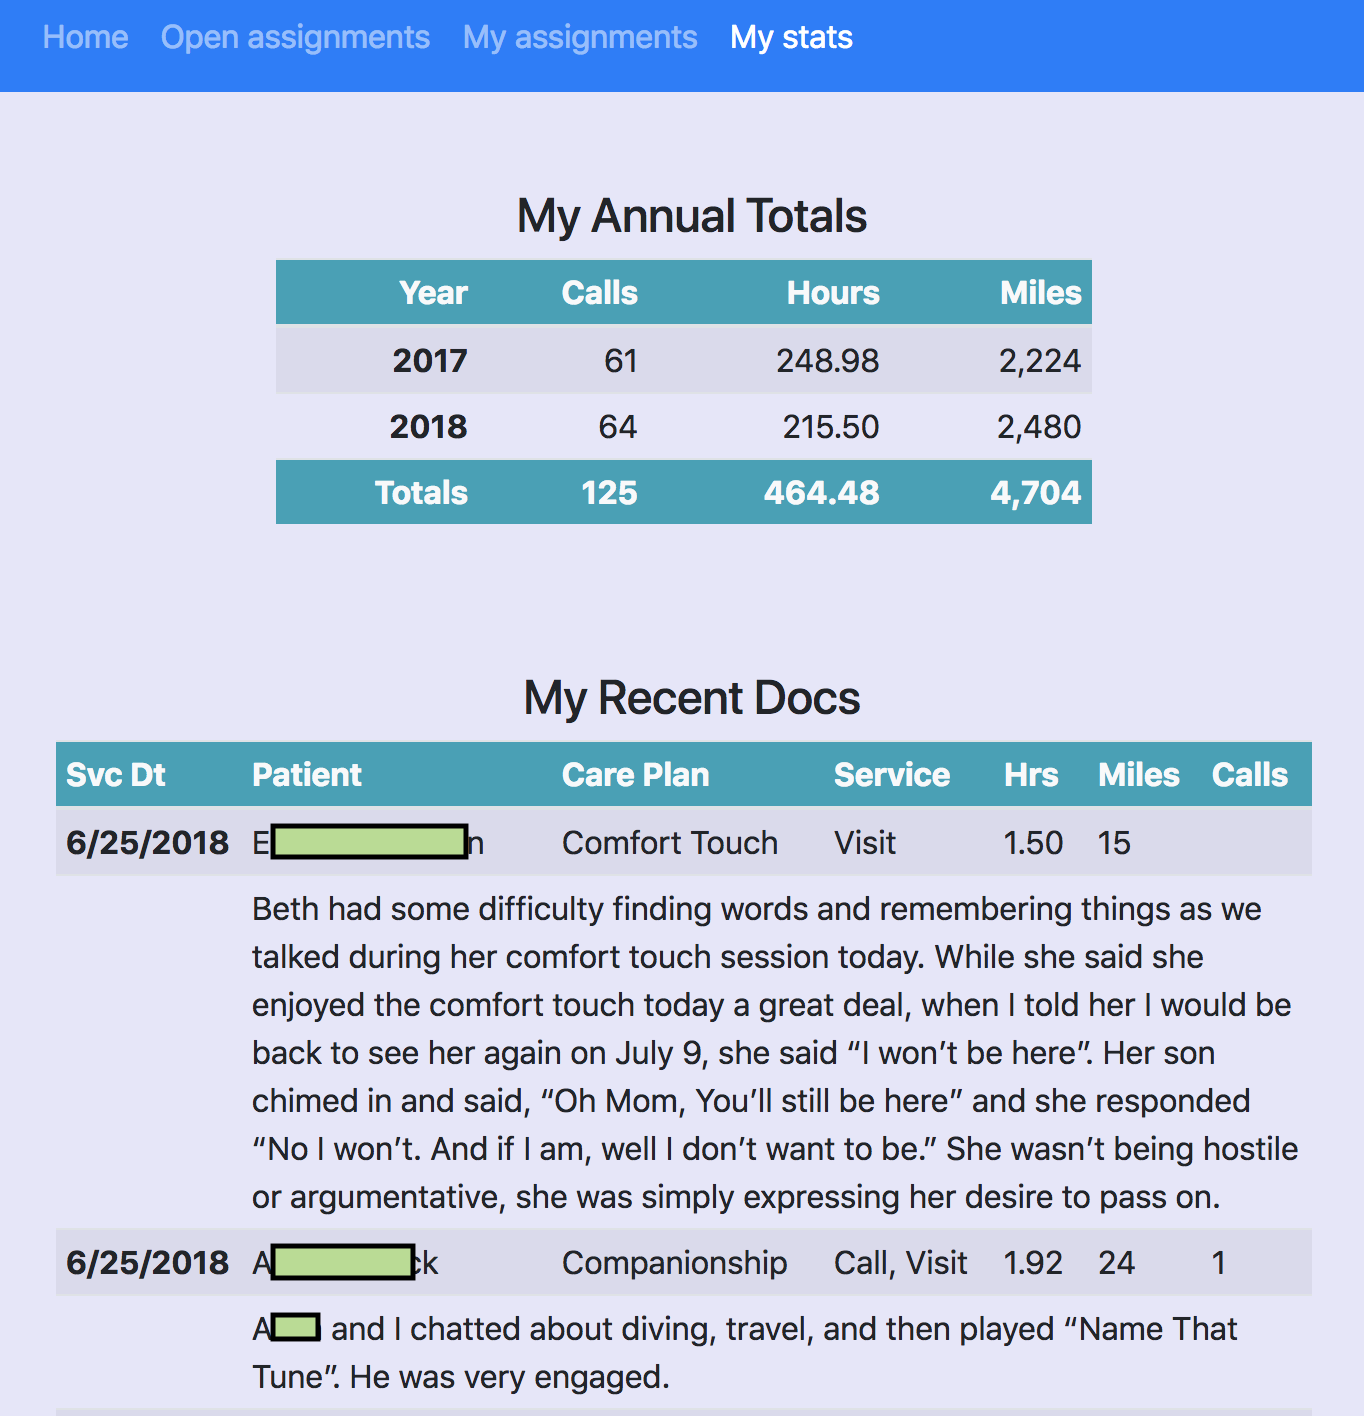 Home Open assignments My assignments My stats
My Annual Totals
Year Calls Hours Miles
2017 61 248.98 2,224
2018 64 215.50 2,480
Totals 125 464.48 4,704
My Recent Docs
Svc Dt Patient Care Plan Service Hrs Miles Calls
6/25/2018 E n Comfort Touch Visit 1.50 15
Beth had some difficulty finding words and remembering things as we
talked during her comfort touch session today. While she said she
enjoyed the comfort touch today a great deal, when I told her I would be
back to see her again on July 9, she said “I won’t be here”. Her son
chimed in and said, “Oh Mom, You’ll still be here” and she responded
“No I won’t. And if I am, well I don’t want to be.” She wasn’t being hostile
or argumentative, she was simply expressing her desire to pass on.
6/25/2018 A ck Companionship Call, Visit 1.92 24 1
A and I chatted about diving, travel, and then played “Name That
Tune”. He was very engaged.